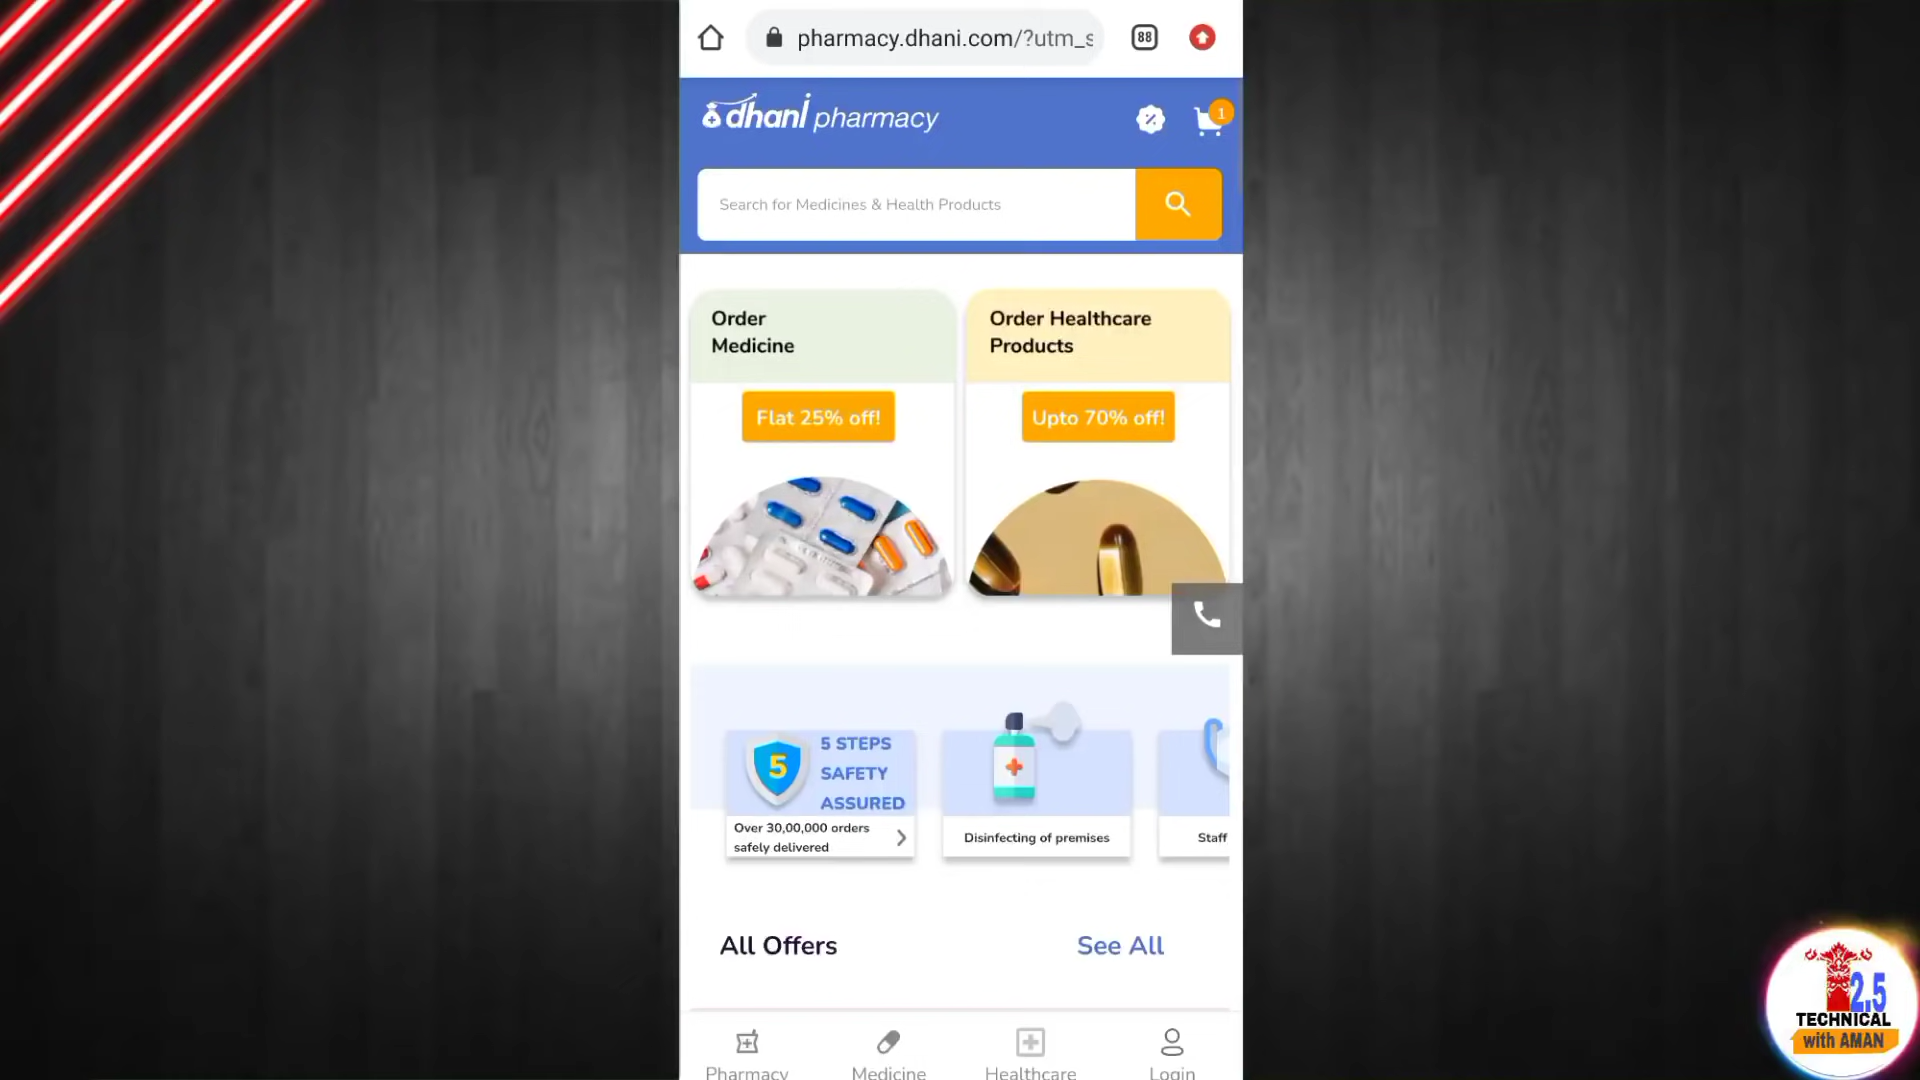 pharmacy.dhani.com/?utm_s
88
dhani pharmacy
1
Search for Medicines & Health Products
Order
Medicine
Order Healthcare
Products
Flat 25% off!
Upto 70% off!
5
5 STEPS
SAFETY
ASSURED
Over 30,00,000 orders
safely delivered
Disinfecting of premises
Staff
All Offers
See All
Pharmacy
Medicine
Healthcare
Login
2.5
TECHNICAL
with AMAN